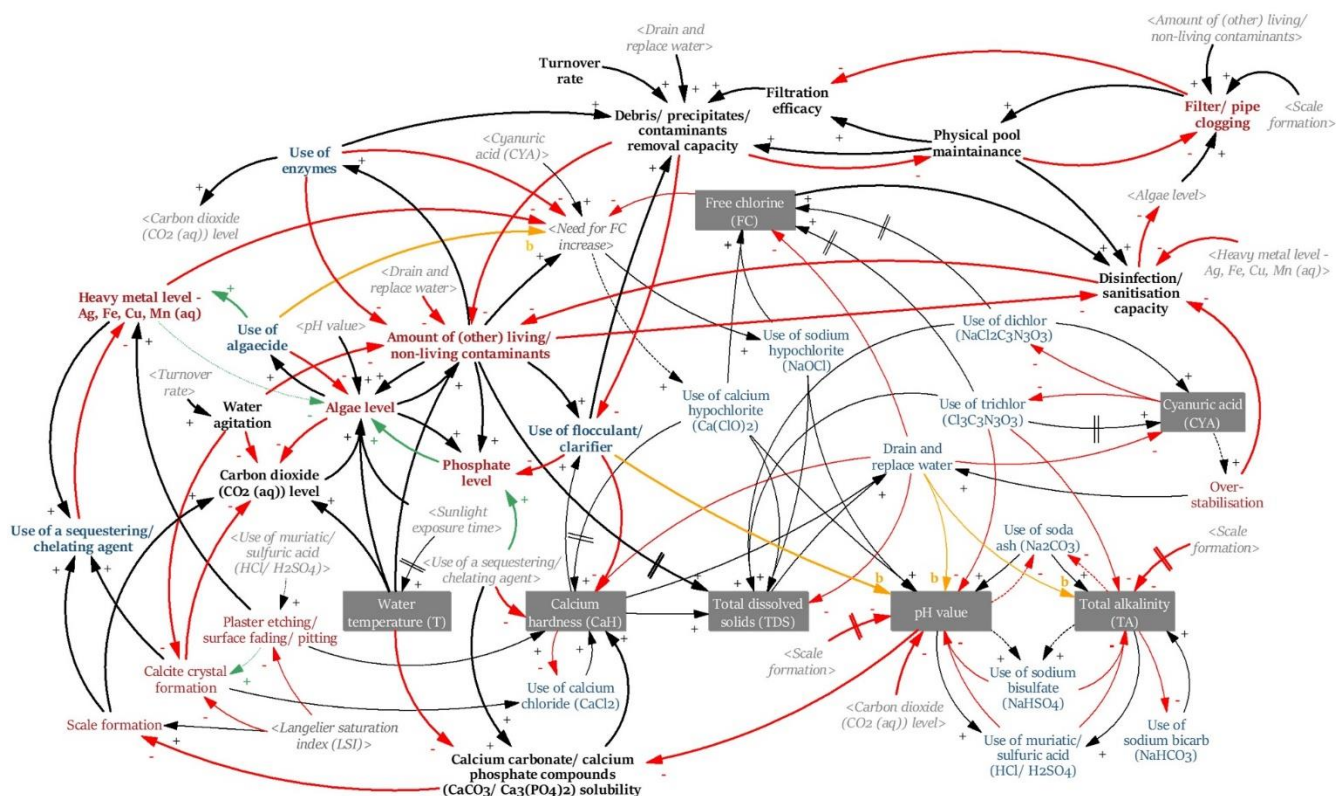 <Amount of (other) living/
non-living contaminants>
<Drain and
replace water>
Turnover
rate
Filtration
efficacy
Debris/ precipitates/
contaminants
removal capacity
Filter/ pipe
clogging
<Scale
formation>
Physical pool
maintainance
<Cyanuric
acid (CYA)>
Use of
enzymes
<Carbon dioxide
(CO2 (aq)) level>
<Need for FC
increase>
b
Free chlorine
(FC)
<Algae level>
<Heavy metal level -
Ag, Fe, Cu, Mn (aq)>
Disinfection/
sanitisation
capacity
<Drain and
replace water>
Heavy metal level -
Ag, Fe, Cu, Mn (aq)
Use of
algaecide
<pH value>
Amount of (other) living/
non-living contaminants
Use of sodium
hypochlorite
(NaOCl)
Use of dichlor
(NaCl2C3N3O3)
<Turnover
rate>
Water
agitation
Algae level
Use of calcium
hypochlorite
(Ca(ClO)2)
Use of trichlor
(Cl3C3N3O3)
Cyanuric acid
(CYA)
Use of flocculant/
clarifier
Carbon dioxide
(CO2 (aq)) level
Phosphate
level
Drain and
replace water
Over-
stabilisation
<Sunlight
exposure time>
Use of a sequestering/
chelating agent
<Use of muriatic/
sulfuric acid
(HCl/ H2SO4)>
<Use of a sequestering/
chelating agent>
Use of soda
ash (Na2CO3)
<Scale
formation>
b
b
b
Water
temperature (T)
Calcium
hardness (CaH)
Total dissolved
solids (TDS)
pH value
Total alkalinity
(TA)
Plaster etching/
surface fading/ pitting
Calcite crystal
formation
<Scale
formation>
Use of calcium
chloride (CaCl2)
Use of sodium
bisulfate
(NaHSO4)
Scale formation
<Langelier saturation
index (LSI)>
<Carbon dioxide
(CO2 (aq)) level>
Use of muriatic/
sulfuric acid
(HCl/ H2SO4)
Use of
sodium bicarb
(NaHCO3)
Calcium carbonate/ calcium
phosphate compounds
(CaCO3/ Ca3(PO4)2) solubility